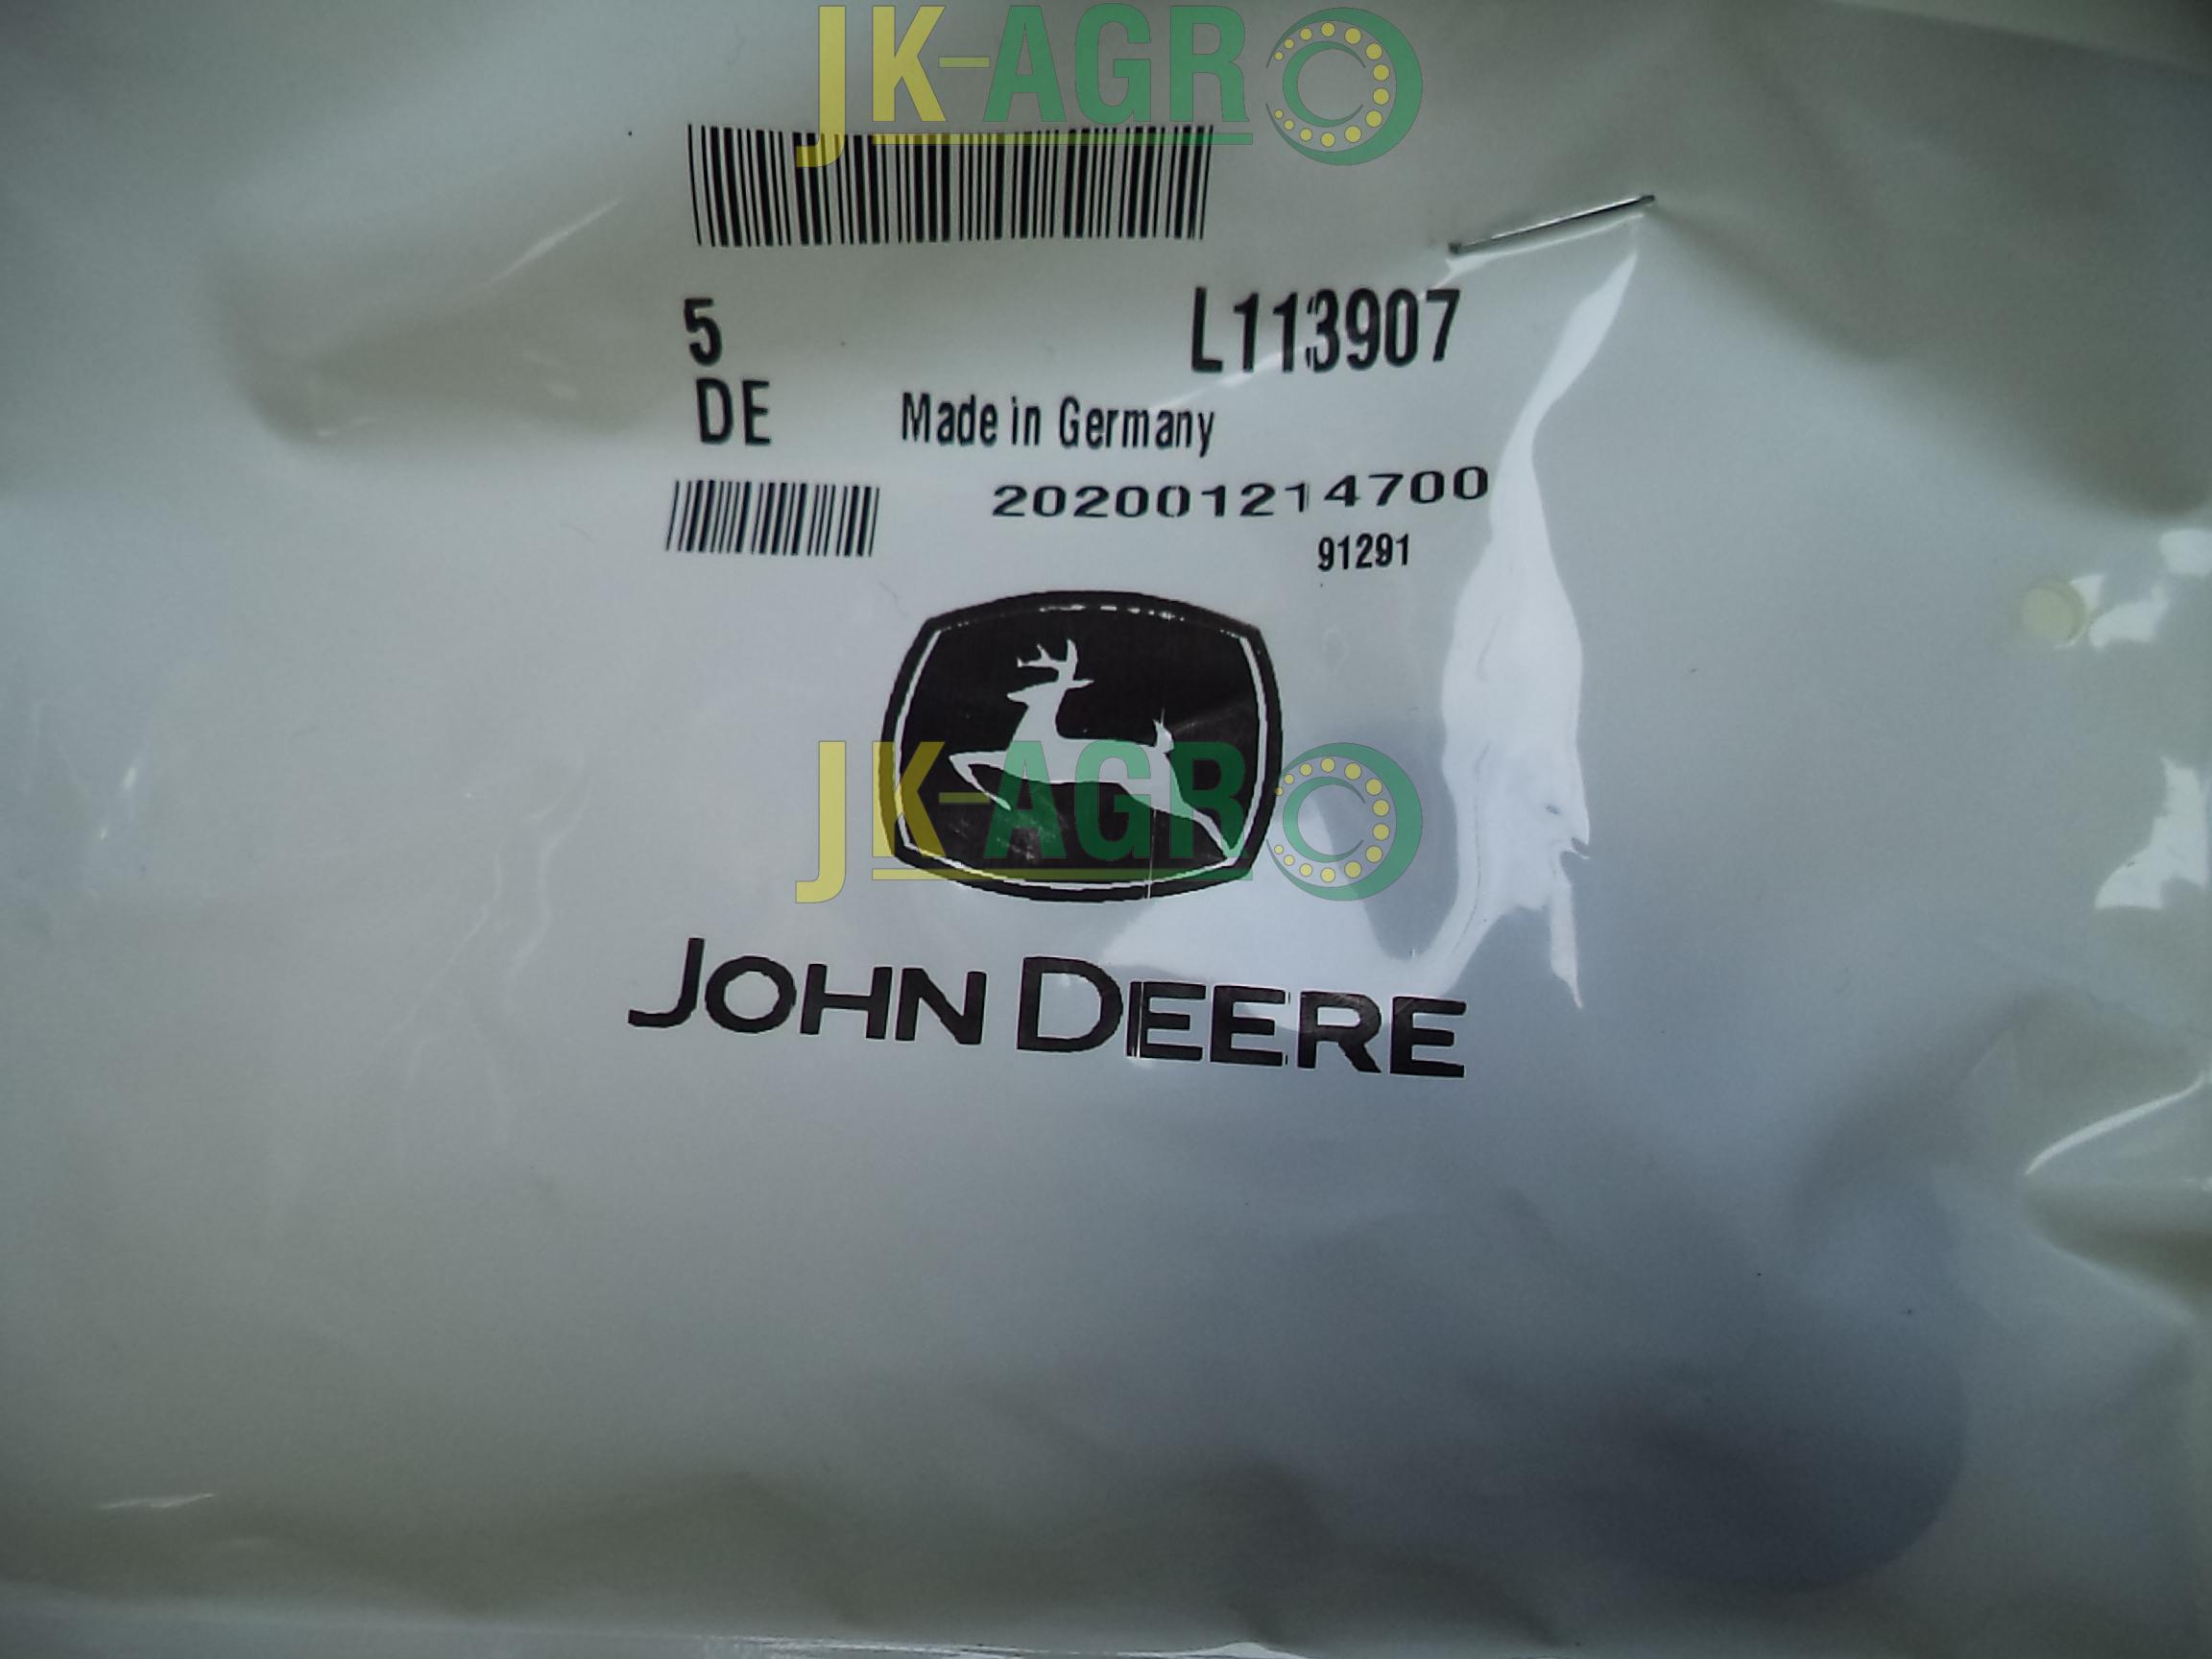 JK-AGRO
5 L113907
DE Made in Germany
202001214700
91291
JK-AGRO
JOHN DEERE